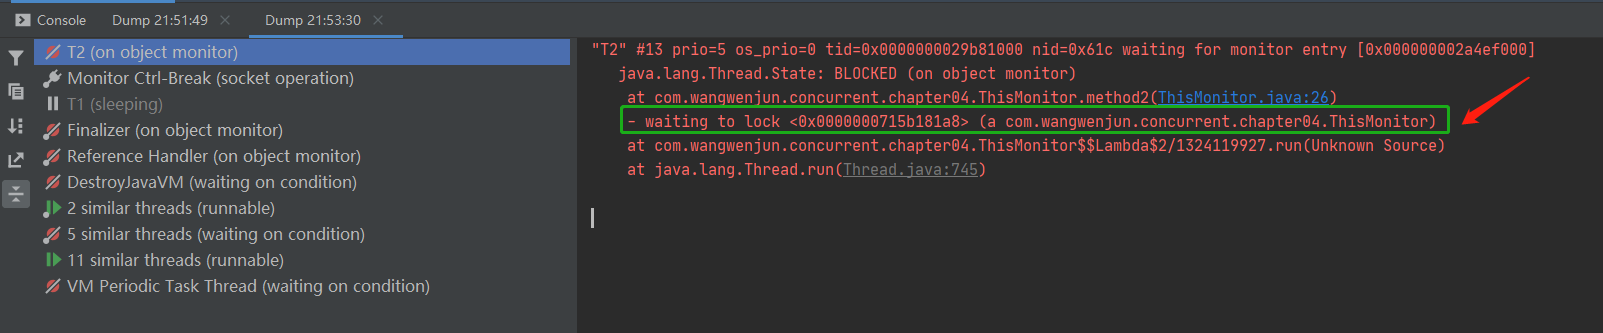 Console Dump 21:51:49 Dump 21:53:30
T2 (on object monitor)
Monitor Ctrl-Break (socket operation)
T1 (sleeping)
Finalizer (on object monitor)
Reference Handler (on object monitor)
DestroyJavaVM (waiting on condition)
2 similar threads (runnable)
5 similar threads (waiting on condition)
11 similar threads (runnable)
VM Periodic Task Thread (waiting on condition)
"T2" #13 prio=5 os_prio=0 tid=0x0000000029b81000 nid=0x61c waiting for monitor entry [0x000000002a4ef000]
java.lang.Thread.State: BLOCKED (on object monitor)
at com.wangwenjun.concurrent.chapter04.ThisMonitor.method2(ThisMonitor.java:26)
- waiting to lock <0x0000000715b181a8> (a com.wangwenjun.concurrent.chapter04.ThisMonitor)
at com.wangwenjun.concurrent.chapter04.ThisMonitor$$Lambda$2/1324119927.run(Unknown Source)
at java.lang.Thread.run(Thread.java:745)